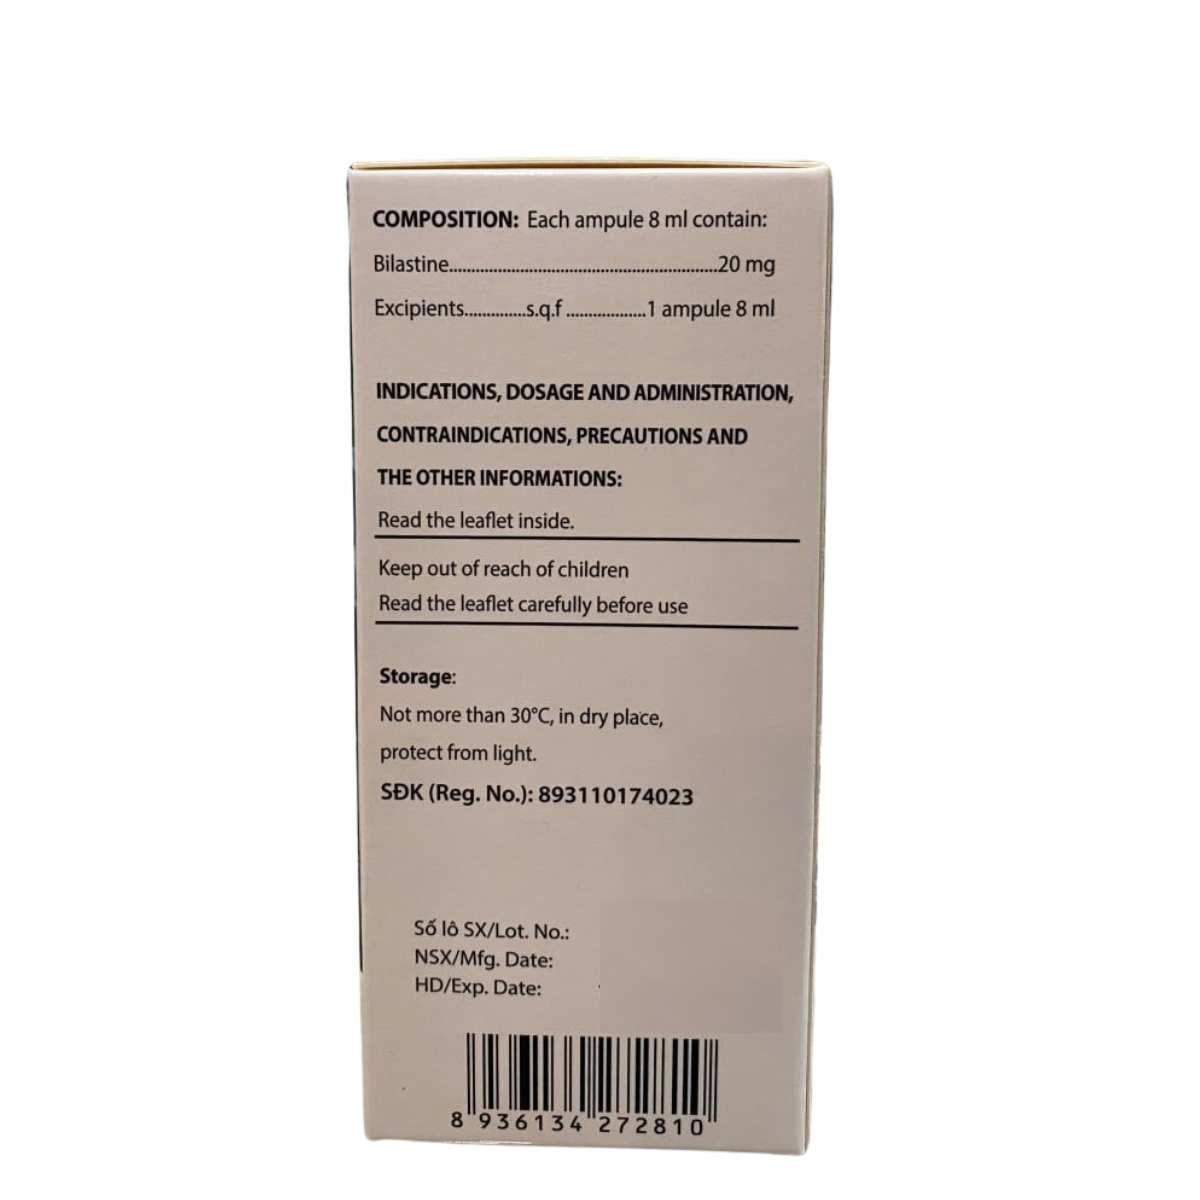 COMPOSITION: Each ampule 8 ml contain:
Bilastine............................................................20 mg
Excipients..............s.q.f ..................1 ampule 8 ml
INDICATIONS, DOSAGE AND ADMINISTRATION,
CONTRAINDICATIONS, PRECAUTIONS AND
THE OTHER INFORMATIONS:
Read the leaflet inside.
Keep out of reach of children
Read the leaflet carefully before use
Storage:
Not more than 30°C, in dry place,
protect from light.
SĐK (Reg. No.): 893110174023
Số lô SX/Lot. No.:
NSX/Mfg. Date:
HD/Exp. Date:
8 936134 272810